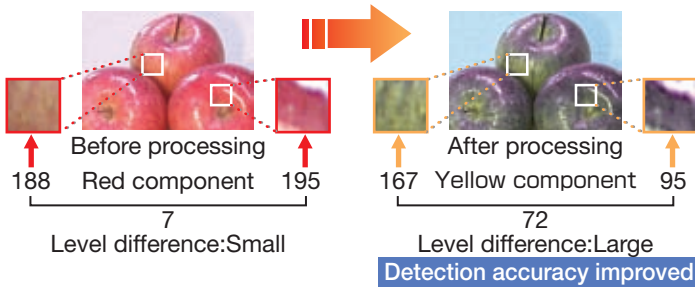 Before processing
188 Red component 195
7
Level difference:Small
After processing
167 Yellow component 95
72
Level difference:Large
Detection accuracy improved